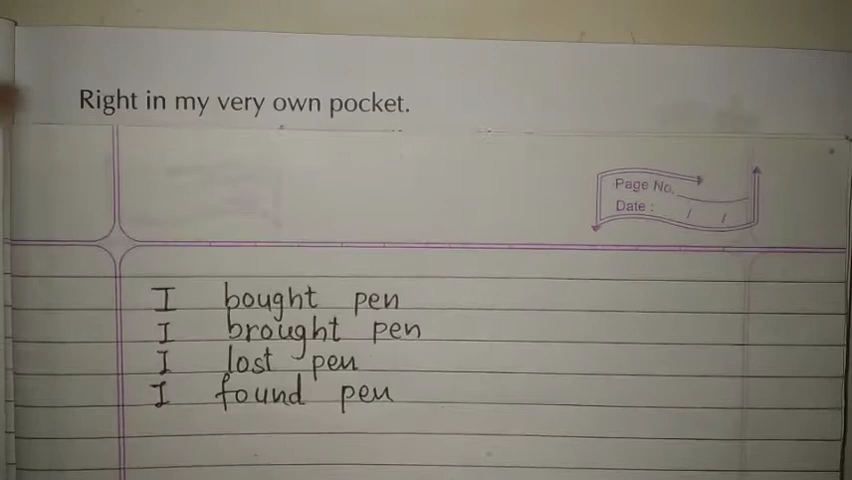 Right in my very own pocket.
Page No.
Date : / /
I bought pen
I brought pen
I lost pen
I found pen